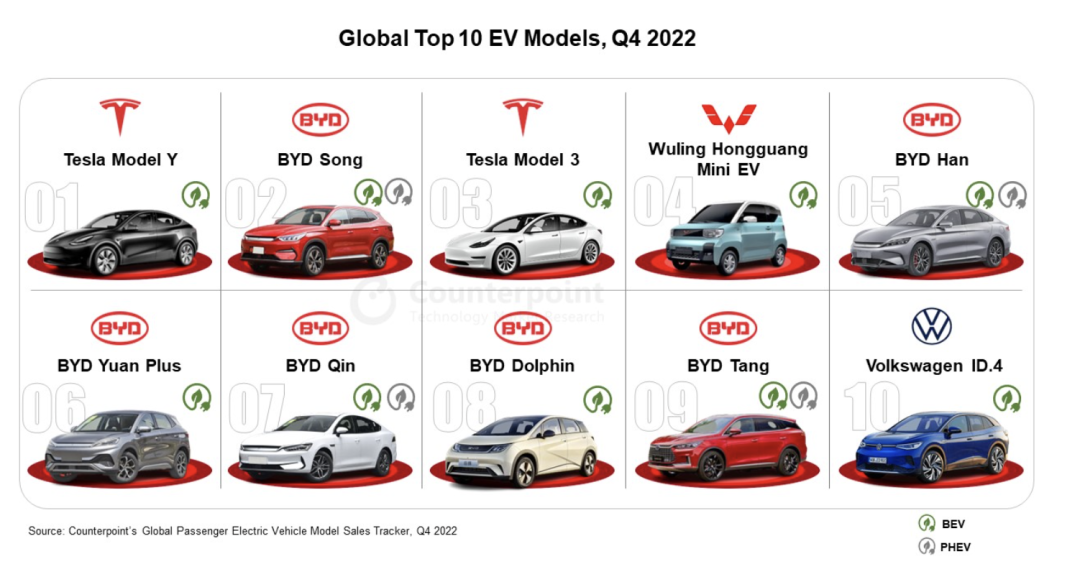 Global Top 10 EV Models, Q4 2022
BYD
BYD
Tesla Model Y
BYD Song
Tesla Model 3
Wuling Hongguang
Mini EV
BYD Han
01
02
03
04
05
Counterpoint
Technology Market Research
BYD
BYD
BYD
BYD
BYD Yuan Plus
BYD Qin
BYD Dolphin
BYD Tang
Volkswagen ID.4
06
07
08
09
10
Source: Counterpoint's Global Passenger Electric Vehicle Model Sales Tracker, Q4 2022
BEV
PHEV